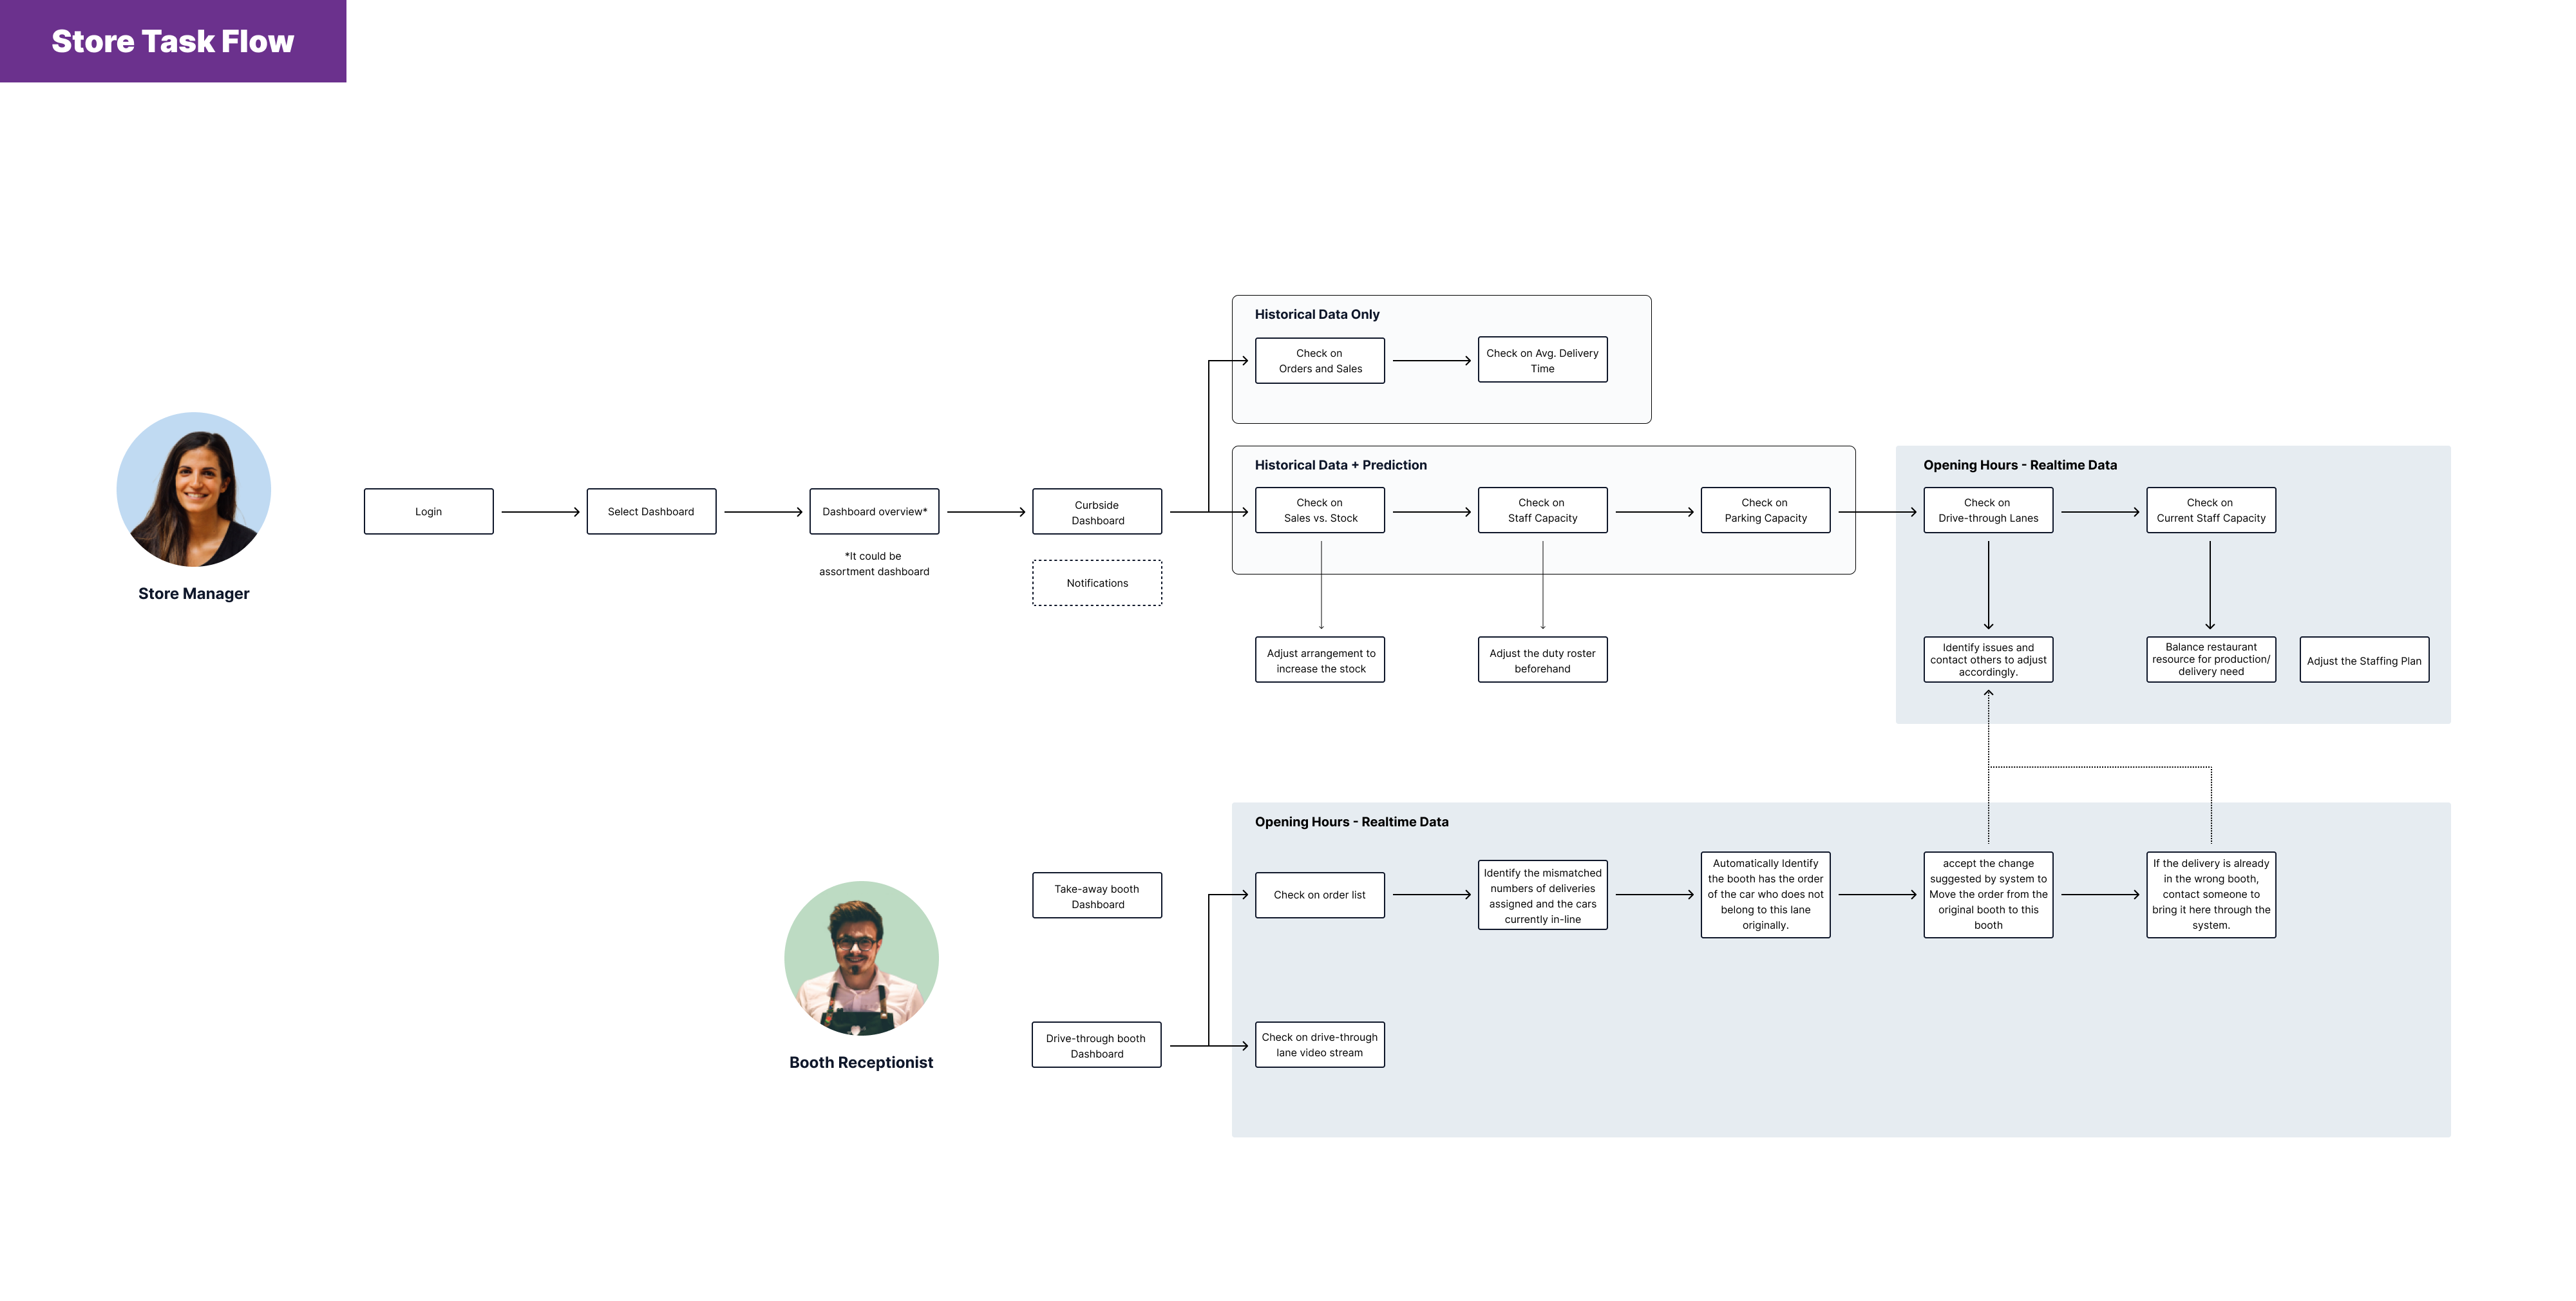 Store Task Flow
Historical Data Only
Check on
Orders and Sales
Check on Avg. Delivery
Time
Store Manager
Login
Select Dashboard
Dashboard overview*
*It could be
assortment dashboard
Curbside
Dashboard
Notifications
Historical Data + Prediction
Check on
Sales vs. Stock
Check on
Staff Capacity
Check on
Parking Capacity
Adjust arrangement to
increase the stock
Adjust the duty roster
beforehand
Opening Hours - Realtime Data
Check on
Drive-through Lanes
Check on
Current Staff Capacity
Identify issues and
contact others to adjust
accordingly.
Balance restaurant
resource for production/
delivery need
Adjust the Staffing Plan
Booth Receptionist
Take-away booth
Dashboard
Drive-through booth
Dashboard
Opening Hours - Realtime Data
Check on order list
Identify the mismatched
numbers of deliveries
assigned and the cars
currently in-line
Automatically Identify
the booth has the order
of the car who does not
belong to this lane
originally.
accept the change
suggested by system to
Move the order from the
original booth to this
booth
If the delivery is already
in the wrong booth,
contact someone to
bring it here through the
system.
Check on drive-through
lane video stream